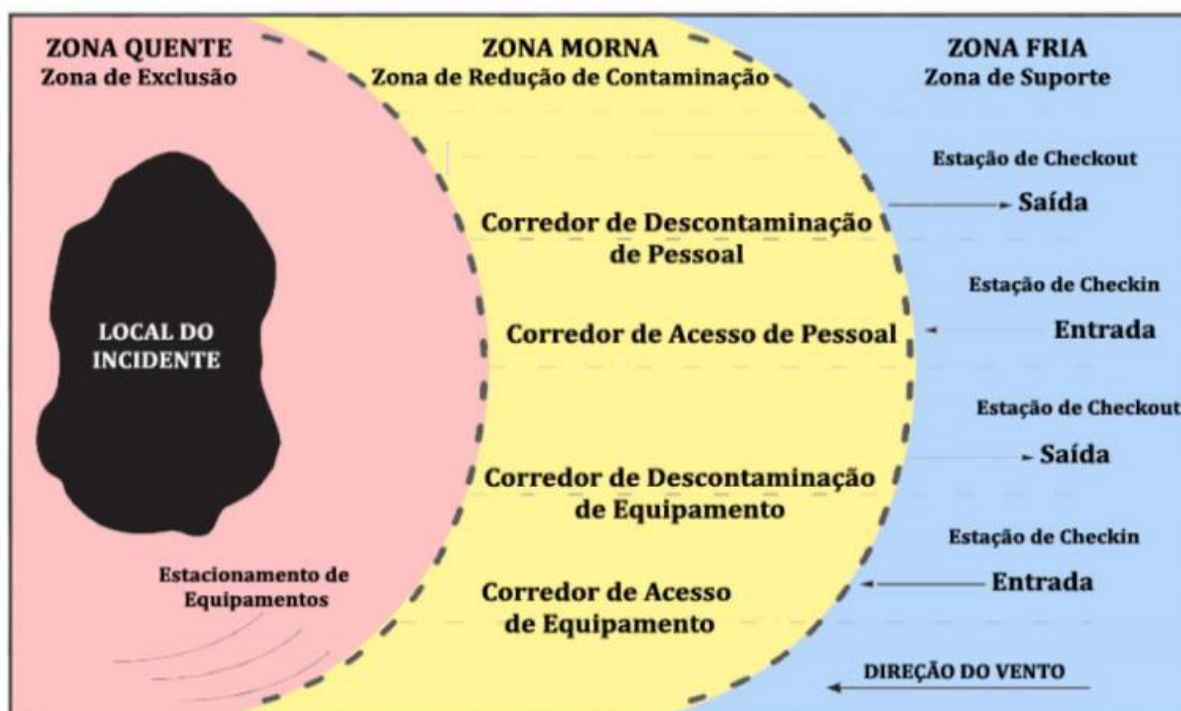 ZONA QUENTE
Zona de Exclusão
ZONA MORNA
Zona de Redução de Contaminação
ZONA FRIA
Zona de Suporte
Estação de Checkout
Saída
Corredor de Descontaminação
de Pessoal
Estação de Checkin
Entrada
Corredor de Acesso de Pessoal
LOCAL DO
INCIDENTE
Estação de Checkout
Saída
Corredor de Descontaminação
de Equipamento
Estação de Checkin
Entrada
Estacionamento de
Equipamentos
Corredor de Acesso
de Equipamento
DIREÇÃO DO VENTO